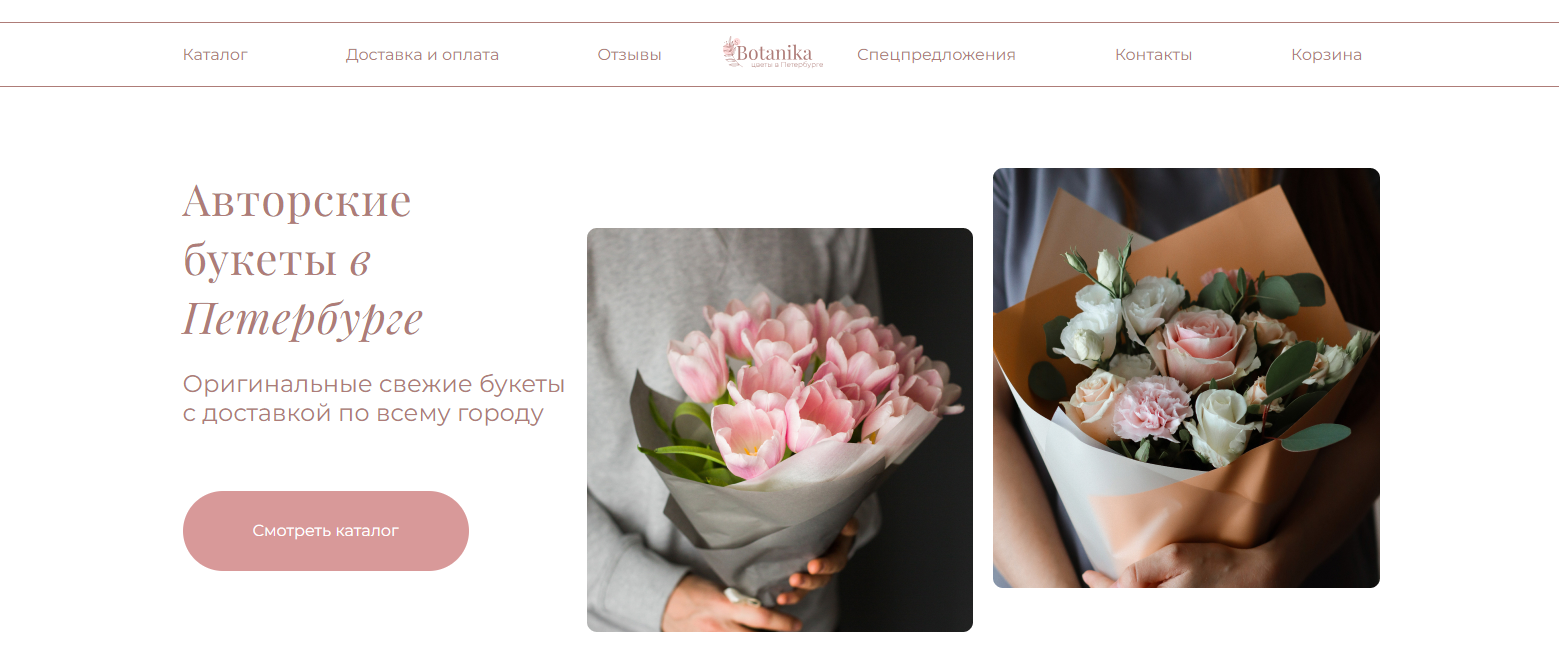 Каталог
Доставка и оплата
Отзывы
Botanika
цветы в Петербурге
Спецпредложения
Контакты
Корзина
Авторские
букеты в
Петербурге
Оригинальные свежие букеты
с доставкой по всему городу
Смотреть каталог